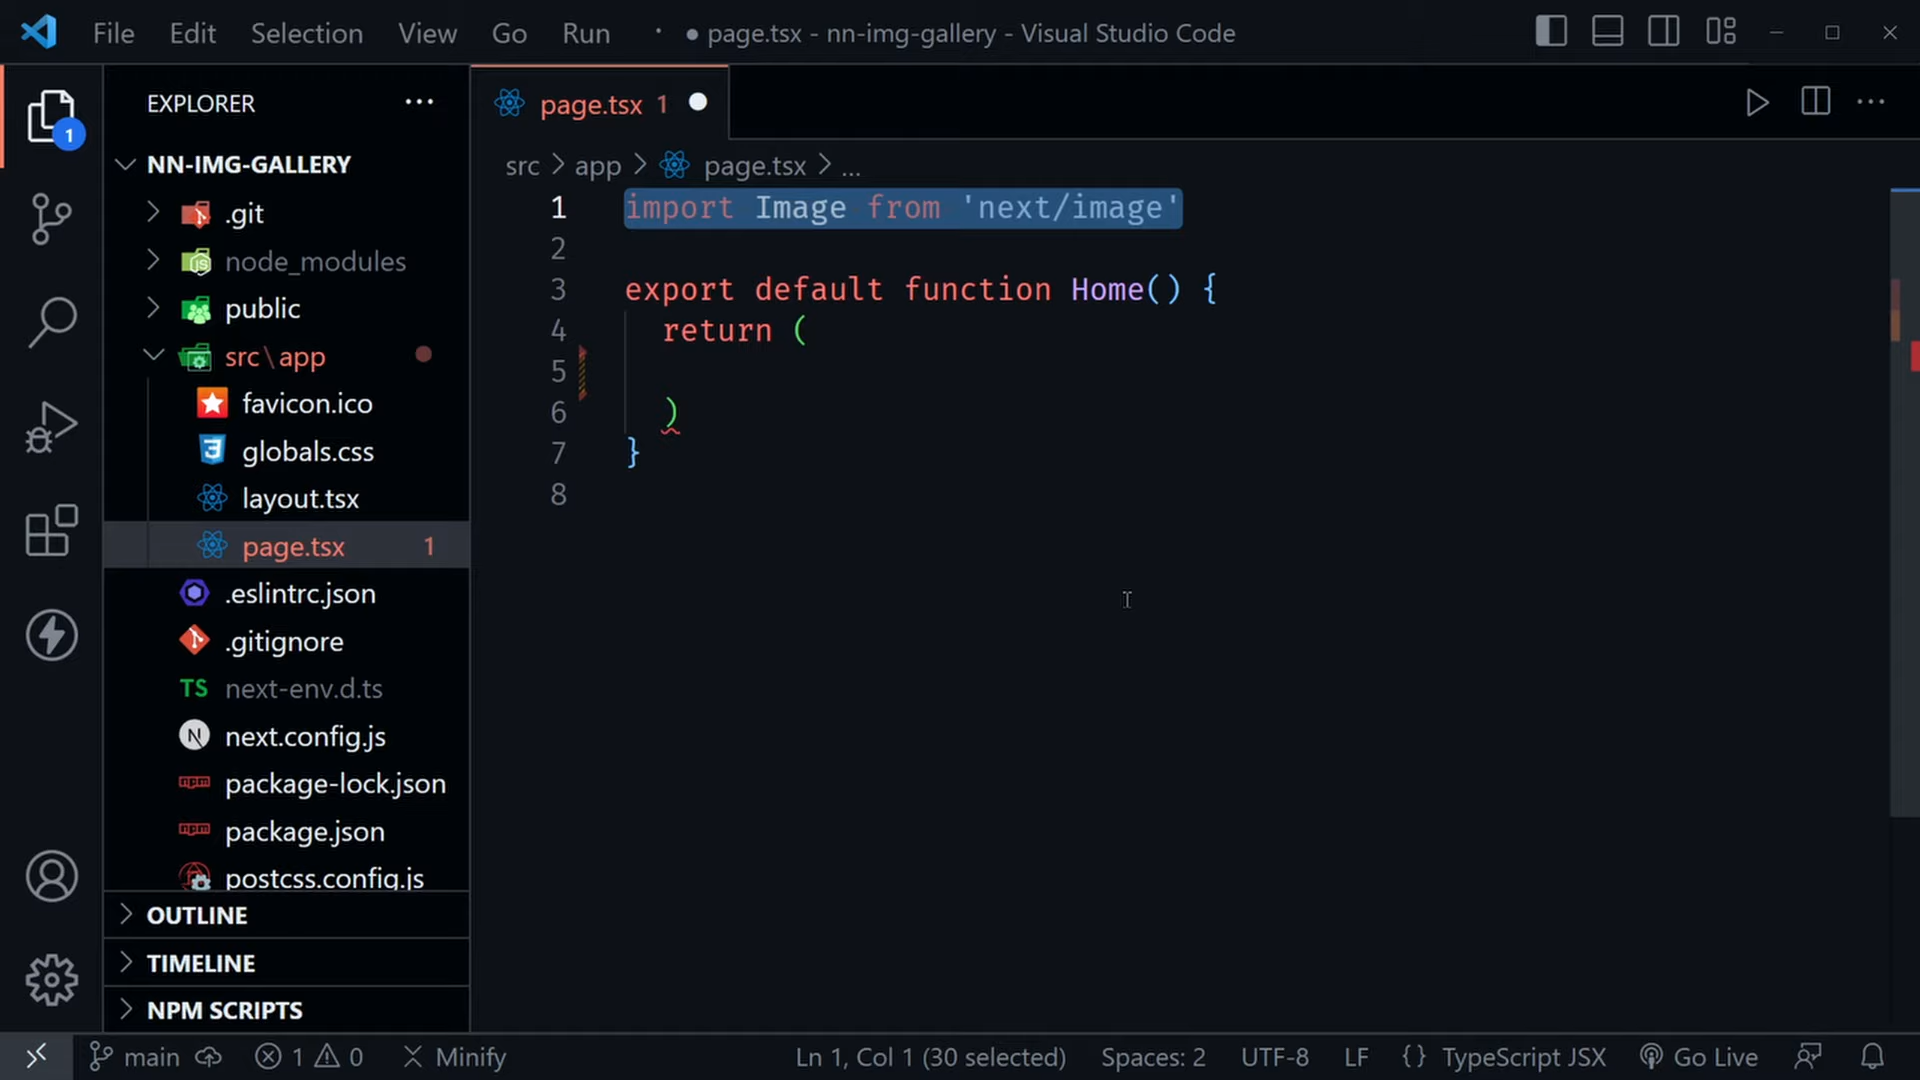 File Edit Selection View Go Run · ● page.tsx - nn-img-gallery - Visual Studio Code
1
EXPLORER ...
NN-IMG-GALLERY
.git
node_modules
public
src\app
favicon.ico
globals.css
layout.tsx
page.tsx 1
.eslintrc.json
.gitignore
TS next-env.d.ts
N next.config.js
npm package-lock.json
npm package.json
postcss.config.js
OUTLINE
TIMELINE
NPM SCRIPTS
page.tsx 1 ●
src > app > page.tsx > ...
1 import Image from 'next/image'
2
3 export default function Home() {
4 return (
5
6 )
7 }
8
main 1 0 Minify Ln 1, Col 1 (30 selected) Spaces: 2 UTF-8 LF {} TypeScript JSX Go Live